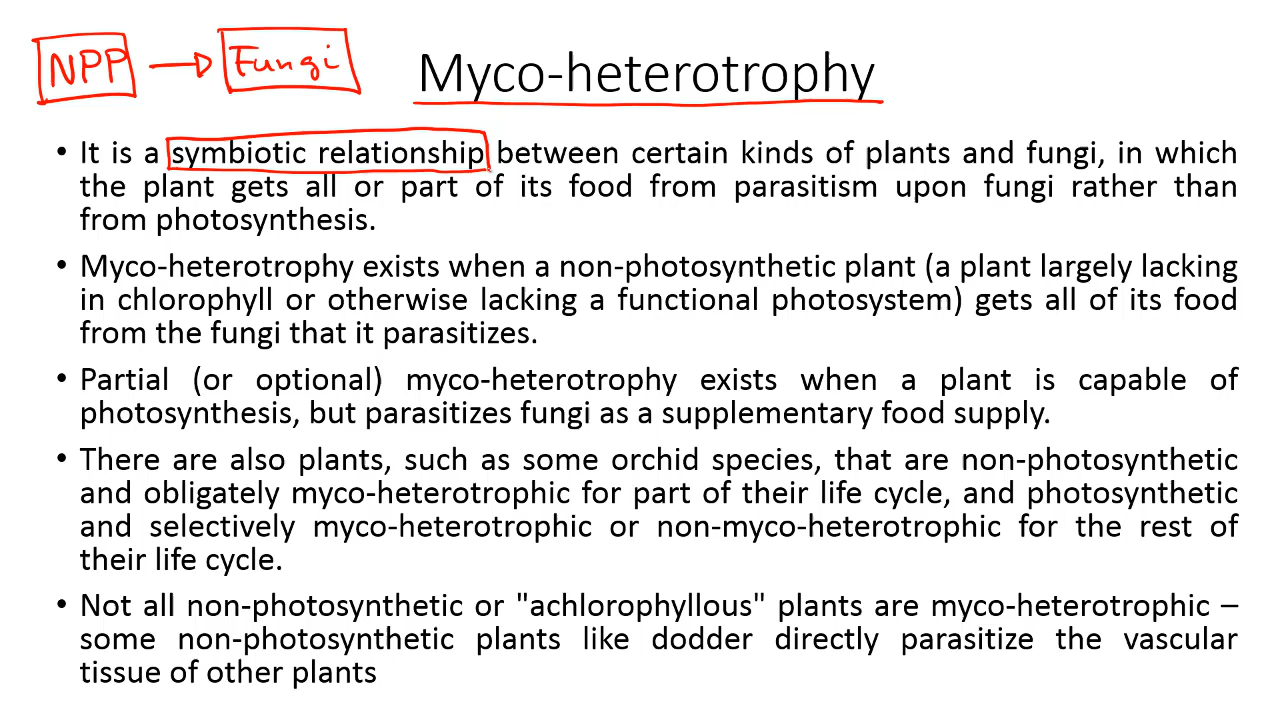 NPP → Fungi
Myco-heterotrophy
• It is a symbiotic relationship between certain kinds of plants and fungi, in which
the plant gets all or part of its food from parasitism upon fungi rather than
from photosynthesis.
• Myco-heterotrophy exists when a non-photosynthetic plant (a plant largely lacking
in chlorophyll or otherwise lacking a functional photosystem) gets all of its food
from the fungi that it parasitizes.
• Partial (or optional) myco-heterotrophy exists when a plant is capable of
photosynthesis, but parasitizes fungi as a supplementary food supply.
• There are also plants, such as some orchid species, that are non-photosynthetic
and obligately myco-heterotrophic for part of their life cycle, and photosynthetic
and selectively myco-heterotrophic or non-myco-heterotrophic for the rest of
their life cycle.
• Not all non-photosynthetic or "achlorophyllous" plants are myco-heterotrophic –
some non-photosynthetic plants like dodder directly parasitize the vascular
tissue of other plants